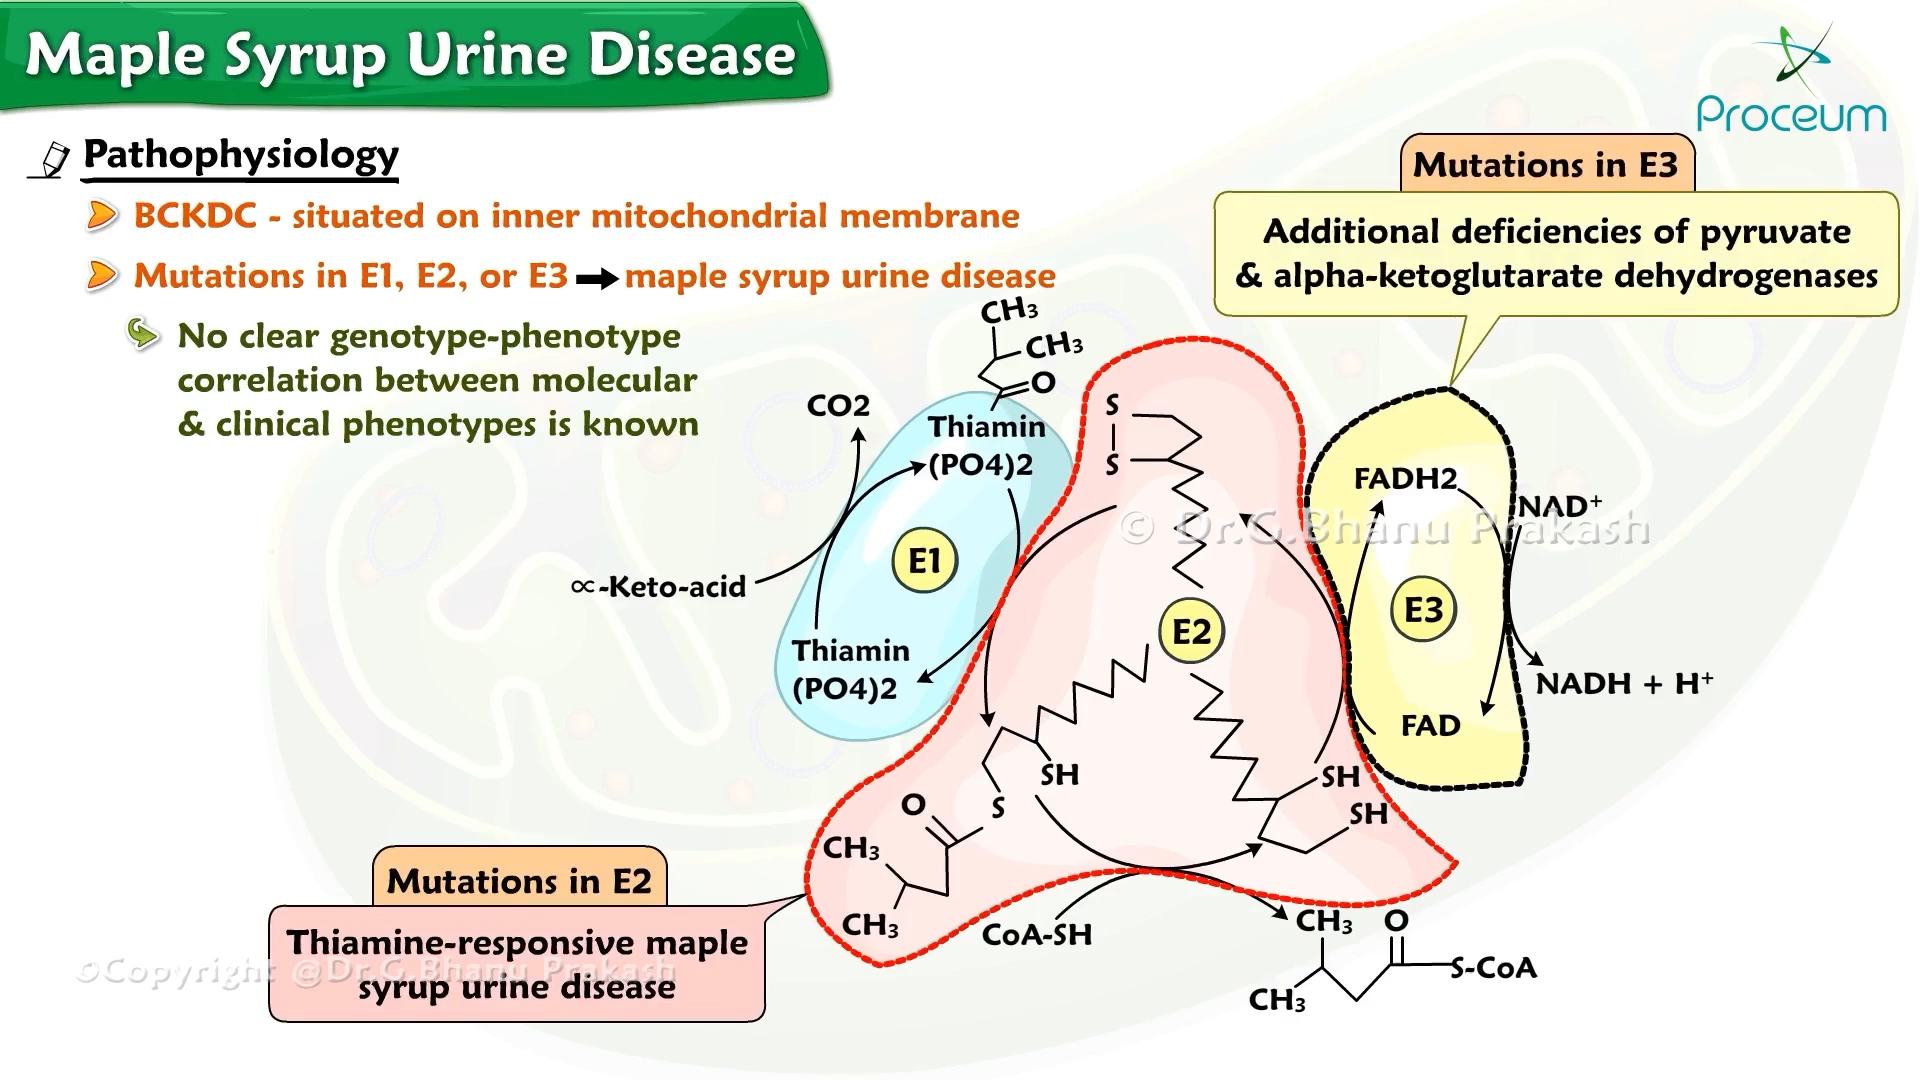 Maple Syrup Urine Disease
Proceum
Pathophysiology
BCKDC - situated on inner mitochondrial membrane
Mutations in E1, E2, or E3 ➡ maple syrup urine disease
No clear genotype-phenotype
correlation between molecular
& clinical phenotypes is known
Mutations in E3
Additional deficiencies of pyruvate
& alpha-ketoglutarate dehydrogenases
CH3
CH3
O
CO2
Thiamin
(PO4)2
E1
∝-Keto-acid
Thiamin
(PO4)2
S
S
E2
FADH2
NAD+
© Dr.G.Bhanu Prakash
E3
NADH + H+
FAD
SH
S
O
CH3
CH3
SH
SH
CoA-SH
CH3
O
S-CoA
CH3
Mutations in E2
Thiamine-responsive maple
syrup urine disease
©Copyright @Dr.G.Bhanu Prakash